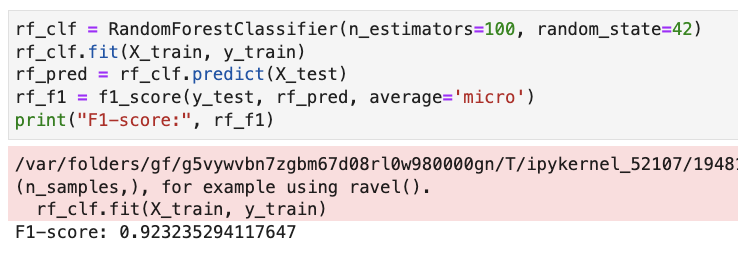 rf_clf = RandomForestClassifier(n_estimators=100, random_state=42)
rf_clf.fit(X_train, y_train)
rf_pred = rf_clf.predict(X_test)
rf_f1 = f1_score(y_test, rf_pred, average='micro')
print("F1-score:", rf_f1)
/var/folders/gf/g5vywvbn7zgbm67d08rl0w980000gn/T/ipykernel_52107/19481
(n_samples,), for example using ravel().
rf_clf.fit(X_train, y_train)
F1-score: 0.923235294117647